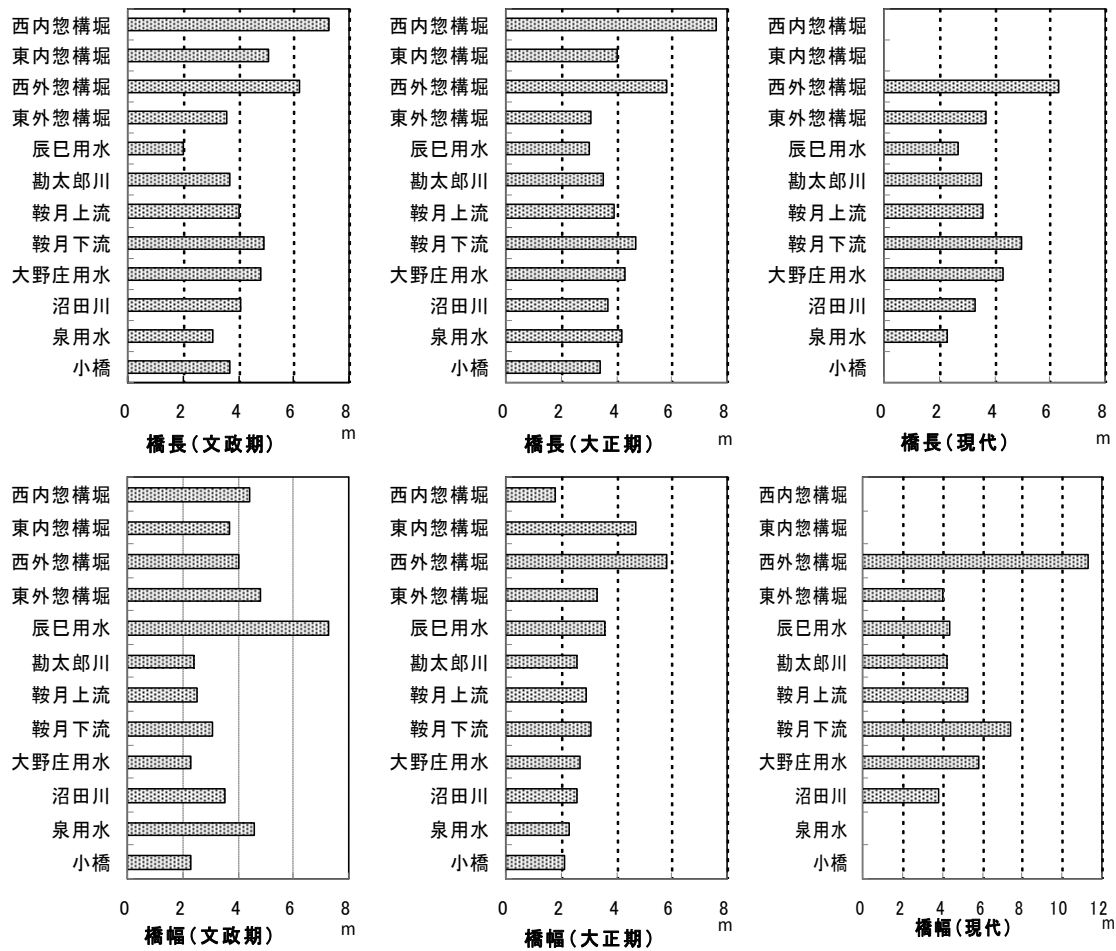 西内惣構堀
東内惣構堀
西外惣構堀
東外惣構堀
辰巳用水
勘太郎川
鞍月上流
鞍月下流
大野庄用水
沼田川
泉用水
小橋
0 2 4 6 8
m
橋長(文政期)
西内惣構堀
東内惣構堀
西外惣構堀
東外惣構堀
辰巳用水
勘太郎川
鞍月上流
鞍月下流
大野庄用水
沼田川
泉用水
小橋
0 2 4 6 8
m
橋長(大正期)
西内惣構堀
東内惣構堀
西外惣構堀
東外惣構堀
辰巳用水
勘太郎川
鞍月上流
鞍月下流
大野庄用水
沼田川
泉用水
小橋
0 2 4 6 8
m
橋長(現代)
西内惣構堀
東内惣構堀
西外惣構堀
東外惣構堀
辰巳用水
勘太郎川
鞍月上流
鞍月下流
大野庄用水
沼田川
泉用水
小橋
0 2 4 6 8
m
橋幅(文政期)
西内惣構堀
東内惣構堀
西外惣構堀
東外惣構堀
辰巳用水
勘太郎川
鞍月上流
鞍月下流
大野庄用水
沼田川
泉用水
小橋
0 2 4 6 8
m
橋幅(大正期)
西内惣構堀
東内惣構堀
西外惣構堀
東外惣構堀
辰巳用水
勘太郎川
鞍月上流
鞍月下流
大野庄用水
沼田川
泉用水
小橋
0 2 4 6 8 10 12
m
橋幅(現代)